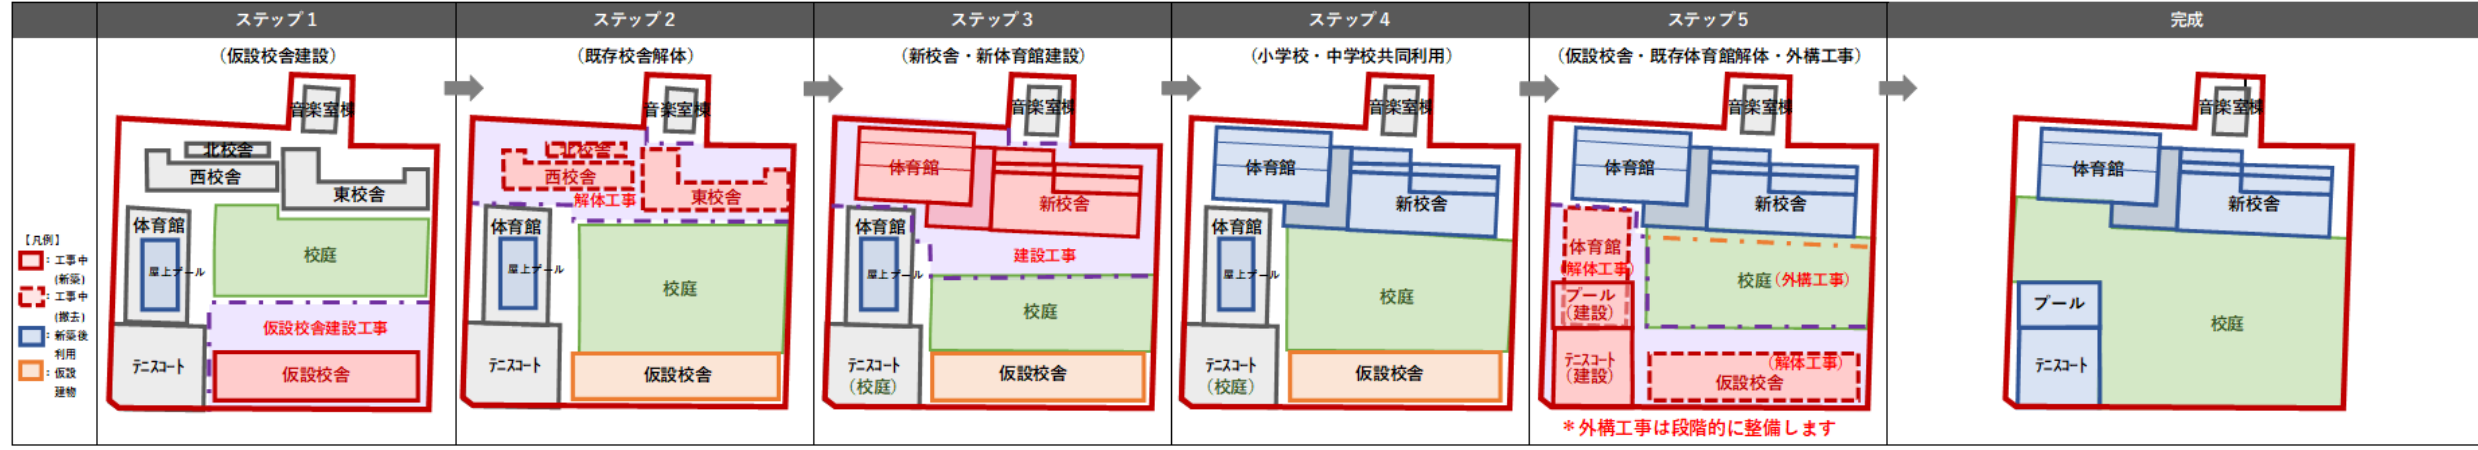 ステップ１
ステップ２
ステップ３
ステップ４
ステップ５
完成
【凡例】
：工事中
（新築）
：工事中
（撤去）
：新築後
利用
：仮設
建物
（仮設校舎建設）
音楽室棟
北校舎
西校舎
東校舎
体育館
屋上プール
校庭
仮設校舎建設工事
テニスコート
仮設校舎
（既存校舎解体）
音楽室棟
北校舎
西校舎
東校舎
解体工事
体育館
屋上プール
校庭
テニスコート
仮設校舎
（新校舎・新体育館建設）
音楽室棟
体育館
新校舎
体育館
建設工事
屋上プール
校庭
テニスコート
（校庭）
仮設校舎
（小学校・中学校共同利用）
音楽室棟
体育館
新校舎
体育館
屋上プール
校庭
テニスコート
（校庭）
仮設校舎
（仮設校舎・既存体育館解体・外構工事）
音楽室棟
体育館
新校舎
体育館
（解体工事）
校庭（外構工事）
プール
（建設）
テニスコート
（建設）
（解体工事）
仮設校舎
＊外構工事は段階的に整備します
音楽室棟
体育館
新校舎
プール
校庭
テニスコート